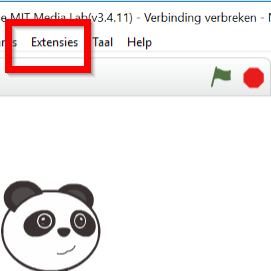 e MIT Media Lab(v3.4.11) - Verbinding verbreken -
Extensies Taal Help